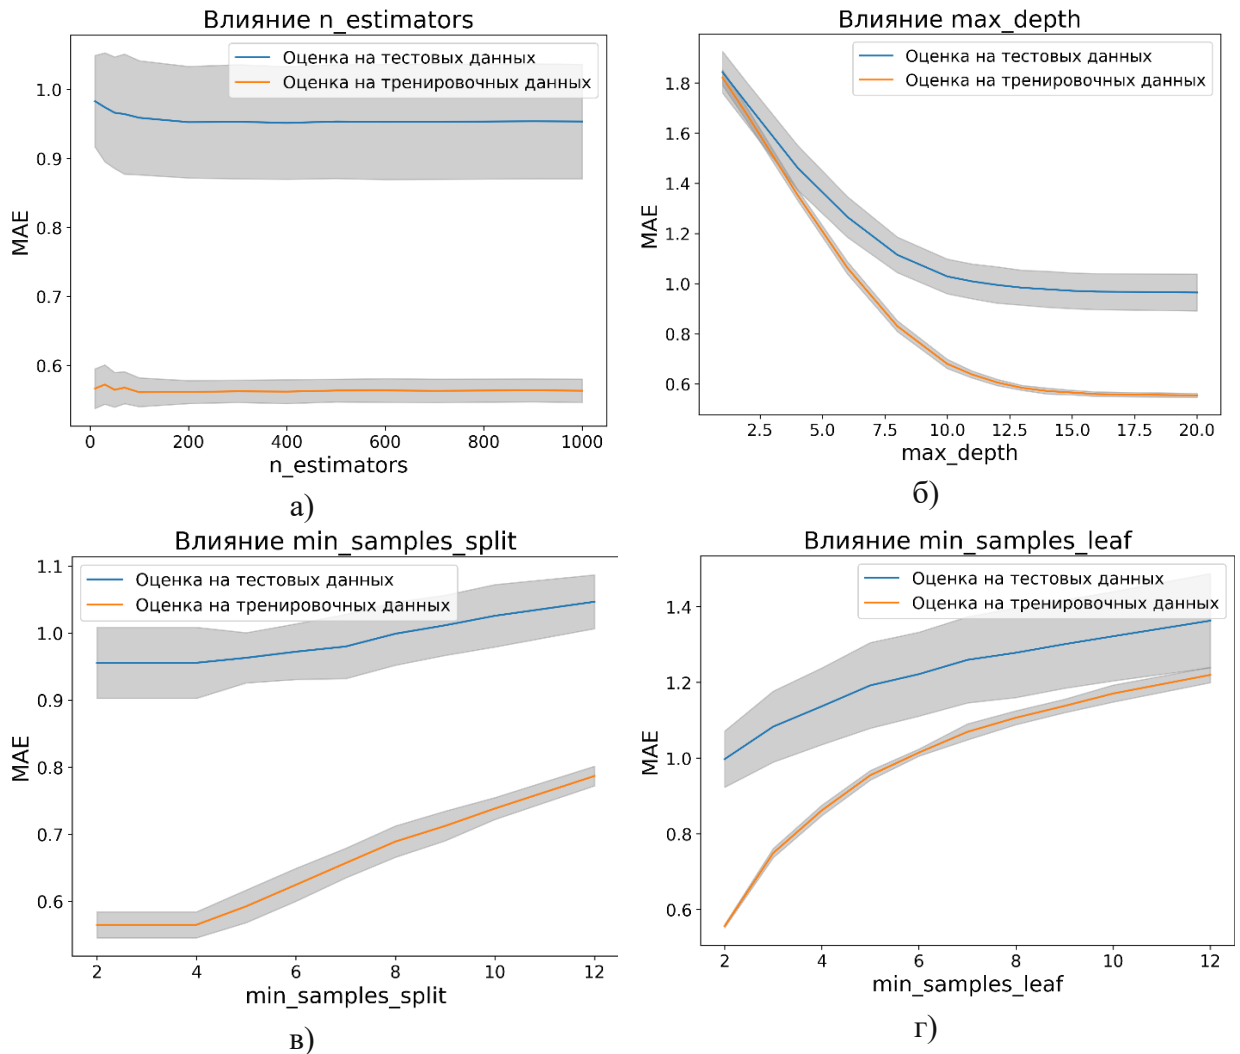 Влияние n_estimators
Оценка на тестовых данных
Оценка на тренировочных данных
MAE
1.0
0.9
0.8
0.7
0.6
0 200 400 600 800 1000
n_estimators
а)
Влияние max_depth
Оценка на тестовых данных
Оценка на тренировочных данных
MAE
1.8
1.6
1.4
1.2
1.0
0.8
0.6
2.5 5.0 7.5 10.0 12.5 15.0 17.5 20.0
max_depth
б)
Влияние min_samples_split
Оценка на тестовых данных
Оценка на тренировочных данных
MAE
1.1
1.0
0.9
0.8
0.7
0.6
2 4 6 8 10 12
min_samples_split
в)
Влияние min_samples_leaf
Оценка на тестовых данных
Оценка на тренировочных данных
MAE
1.4
1.2
1.0
0.8
0.6
2 4 6 8 10 12
min_samples_leaf
г)